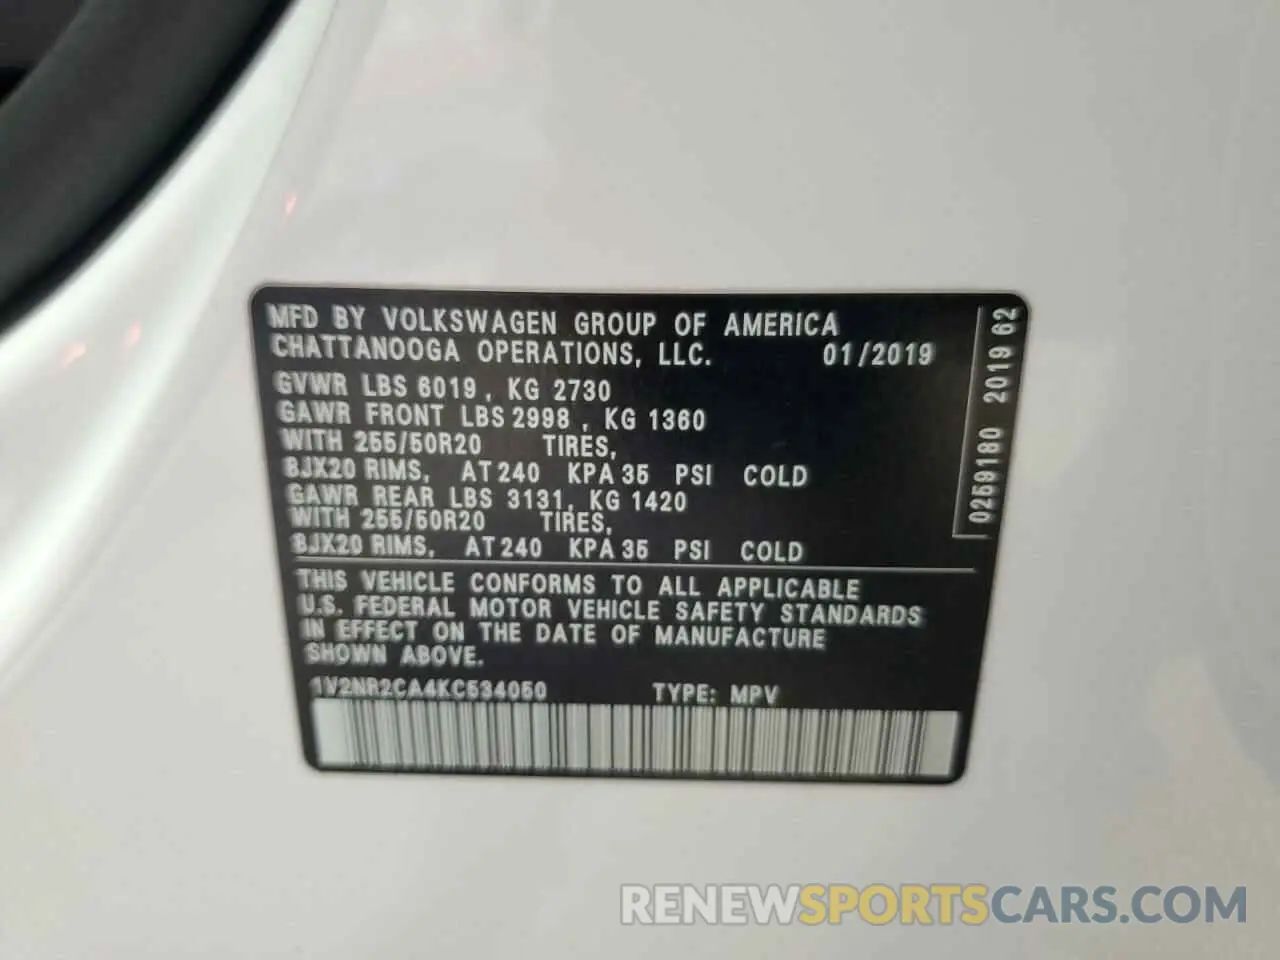 MFD BY VOLKSWAGEN GROUP OF AMERICA
CHATTANOOGA OPERATIONS, LLC. 01/2019
GVWR LBS 6019, KG 2730
GAWR FRONT LBS 2998, KG 1360
WITH 255/50R20 TIRES,
8JX20 RIMS, AT 240 KPA 35 PSI COLD
GAWR REAR LBS 3131, KG 1420
WITH 255/50R20 TIRES,
8JX20 RIMS, AT 240 KPA 35 PSI COLD
THIS VEHICLE CONFORMS TO ALL APPLICABLE
U.S. FEDERAL MOTOR VEHICLE SAFETY STANDARDS
IN EFFECT ON THE DATE OF MANUFACTURE
SHOWN ABOVE.
1V2NR2CA4KC534050 TYPE: MPV
0259180 2019 62
RENEWSPORTSCARS.COM